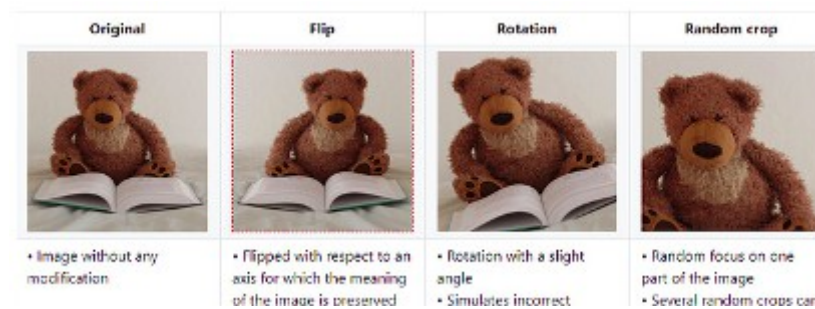 Original
Flip
Rotation
Random crop
• Image without any
modification
• Flipped with respect to an
axis for which the meaning
of the image is preserved
• Rotation with a slight
angle
• Simulates incorrect
• Random focus on one
part of the image
• Several random crops can